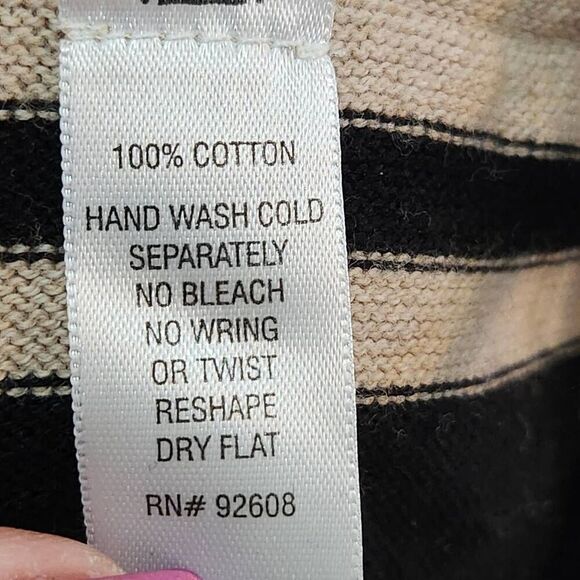 100% COTTON
HAND WASH COLD
SEPARATELY
NO BLEACH
NO WRING
OR TWIST
RESHAPE
DRY FLAT
RN# 92608